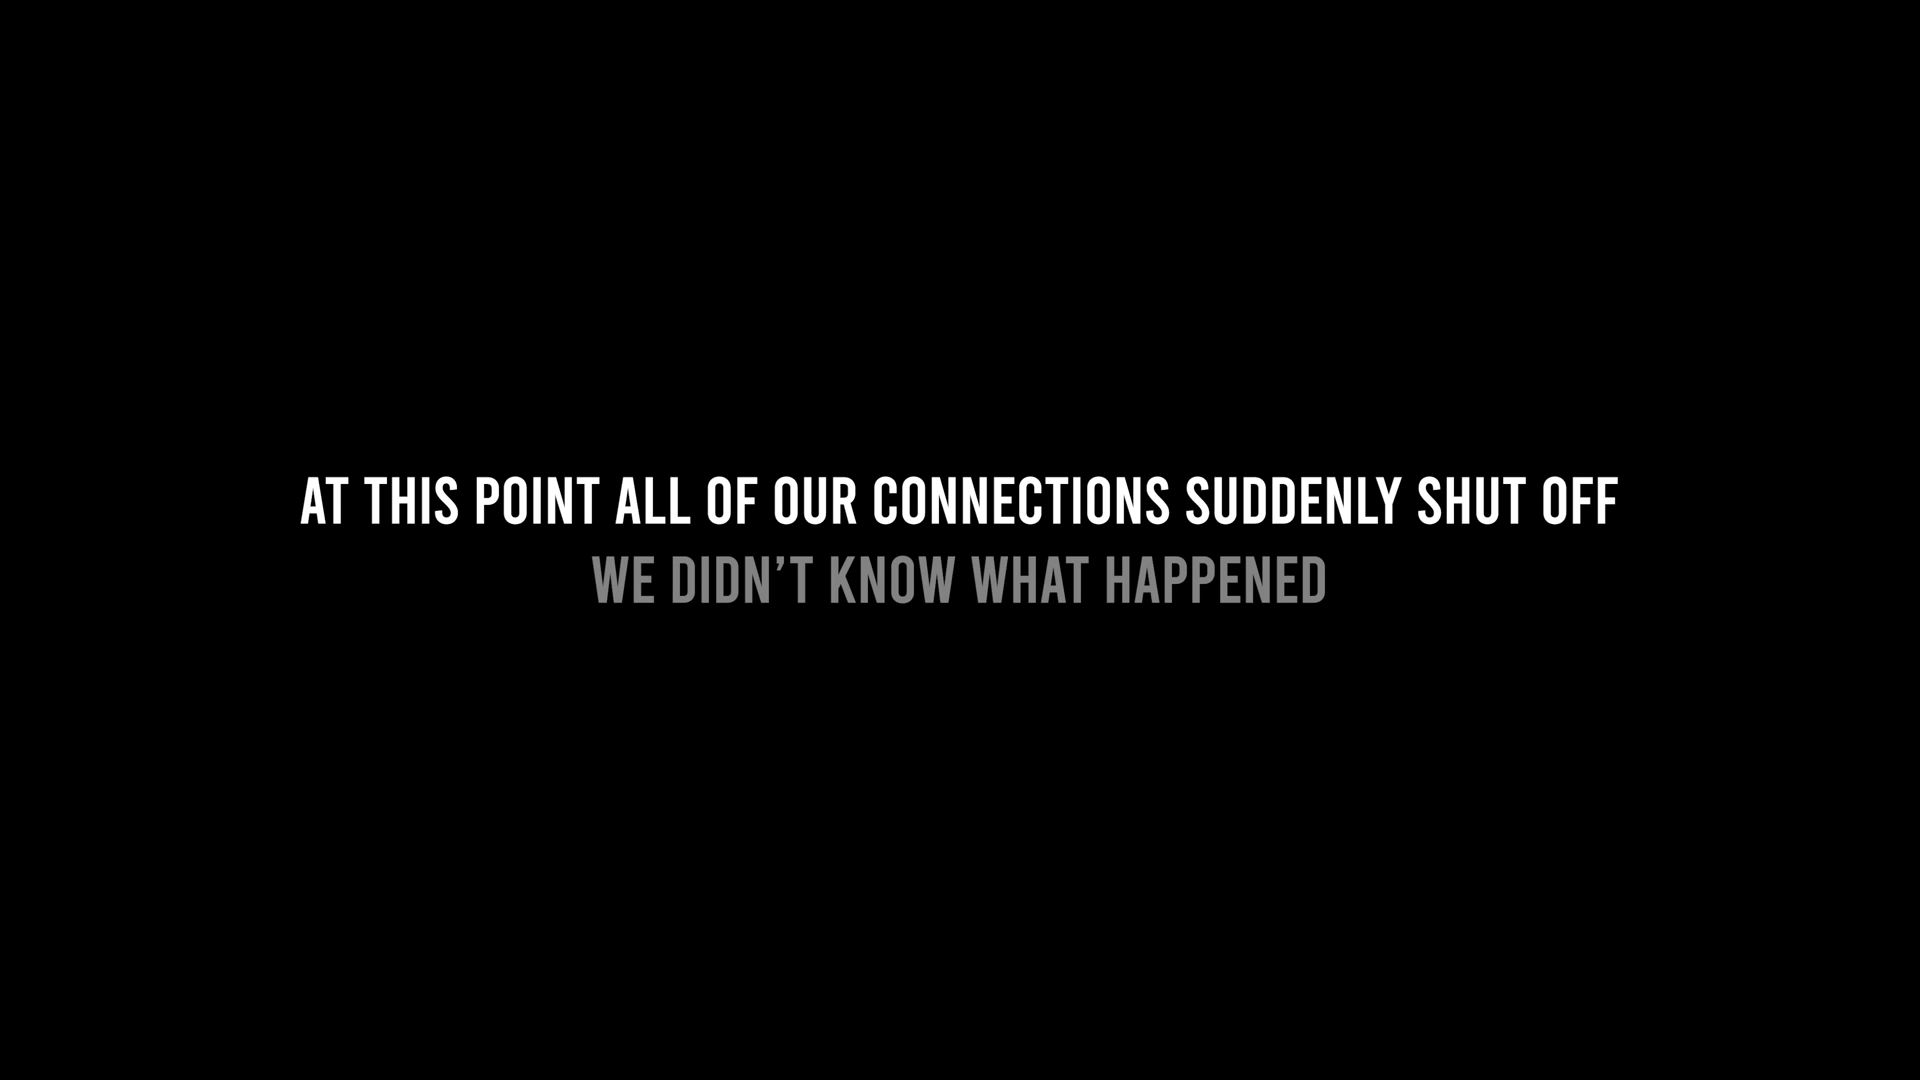 AT THIS POINT ALL OF OUR CONNECTIONS SUDDENLY SHUT OFF
WE DIDN’T KNOW WHAT HAPPENED